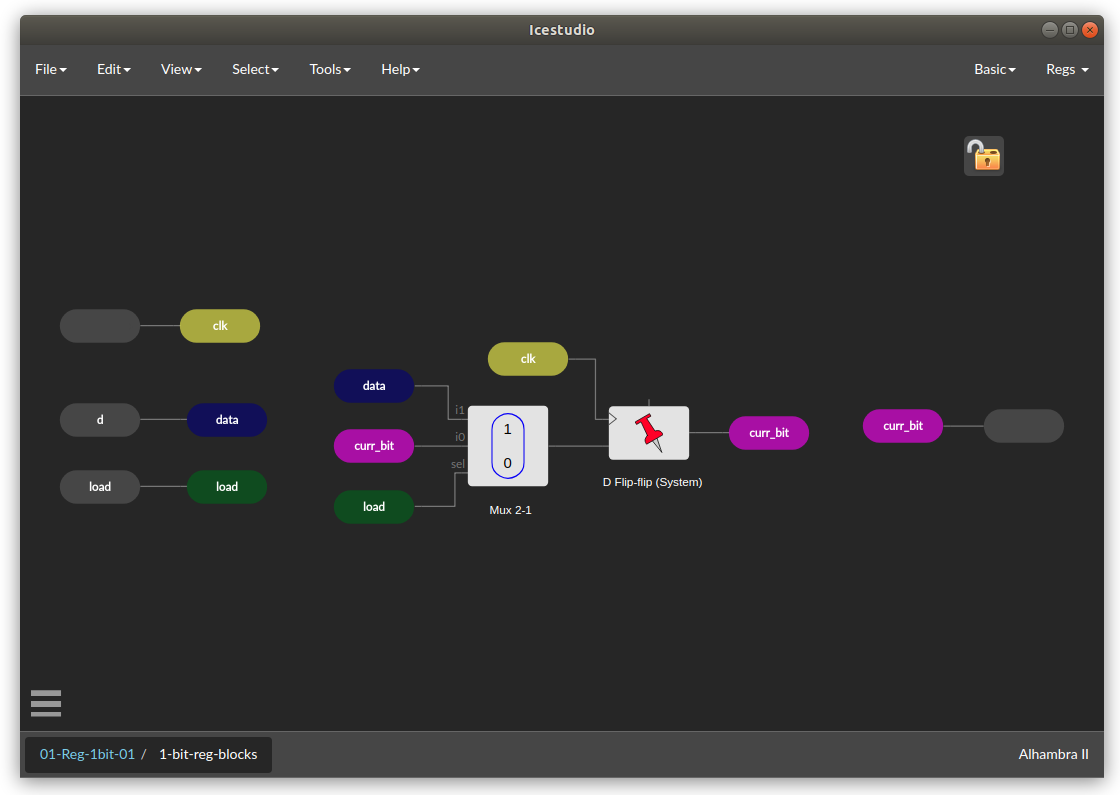 Icestudio
File Edit View Select Tools Help Basic Regs
clk
clk
data
i1
d data
curr_bit
i0
1
0
curr_bit
curr_bit
sel
load load
load
D Flip-flip (System)
Mux 2-1
01-Reg-1bit-01 / 1-bit-reg-blocks Alhambra II